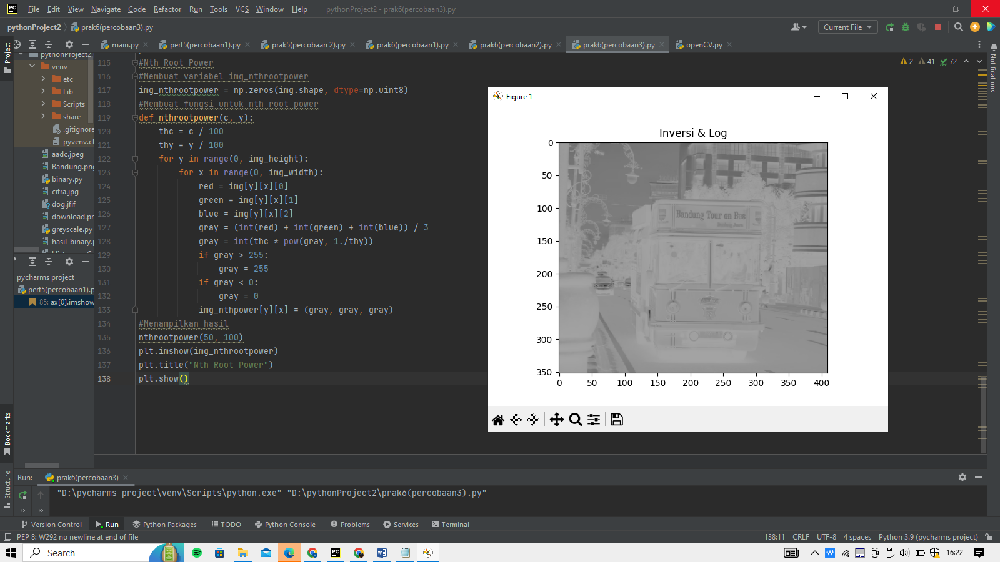 PC File Edit View Navigate Code Refactor Run Tools VCS Window Help pythonProject2 - prak6(percobaan3).py
pythonProject2 prak6(percobaan3).py Current File
main.py pert5(percobaan1).py prak5(percobaan 2).py prak6(percobaan1).py prak6(percobaan2).py prak6(percobaan3).py openCV.py
Project
pythonProject2
venv
etc
Lib
Scripts
share
.gitignore
pyvenv.cf
aadc.jpeg
Bandung.png
binary.py
citra.jpg
dog.jfif
download.pn
greyscale.py
hasil-binary.
pycharms project
pert5(percobaan1).p
85: ax[0].imshow
Bookmarks
Structure
Notifications
2 41 72
115 #Nth Root Power
116 #Membuat variabel img_nthrootpower
117 img_nthrootpower = np.zeros(img.shape, dtype=np.uint8)
118 #Membuat fungsi untuk nth root power
119 def nthrootpower(c, y):
120 thc = c / 100
121 thy = y / 100
122 for y in range(0, img_height):
123 for x in range(0, img_width):
124 red = img[y][x][0]
125 green = img[y][x][1]
126 blue = img[y][x][2]
127 gray = (int(red) + int(green) + int(blue)) / 3
128 gray = int(thc * pow(gray, 1./thy))
129 if gray > 255:
130 gray = 255
131 if gray < 0:
132 gray = 0
133 img_nthpower[y][x] = (gray, gray, gray)
134 #Menampilkan hasil
135 nthrootpower(50, 100)
136 plt.imshow(img_nthrootpower)
137 plt.title("Nth Root Power")
138 plt.show()
Figure 1
Inversi & Log
0
50
100
150
200
250
300
350
0 50 100 150 200 250 300 350 400
Bandung Tour on Bus
Run: prak6(percobaan3)
"D:\pycharms project\venv\Scripts\python.exe" "D:\pythonProject2\prak6(percobaan3).py"
Version Control Run Python Packages TODO Python Console Problems Services Terminal
PEP 8: W292 no newline at end of file 138:11 CRLF UTF-8 4 spaces Python 3.9 (pycharms project)
Search PC W W 16:22